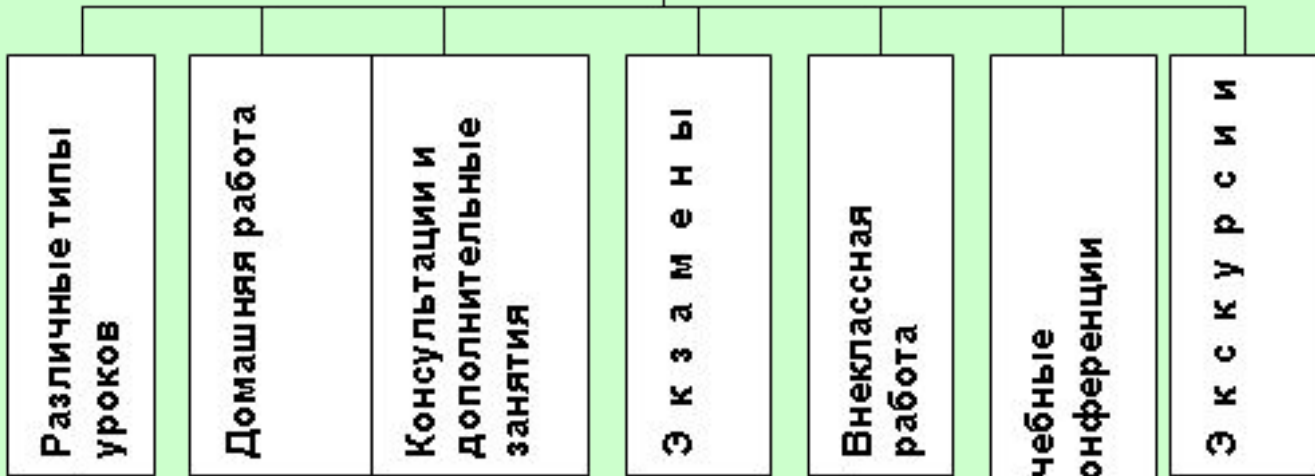 Различные типы
уроков
Домашняя работа
Консультации и
дополнительные
занятия
Э к з а м е н ы
Внеклассная
работа
чебные
онференции
Э к с к у р с и и